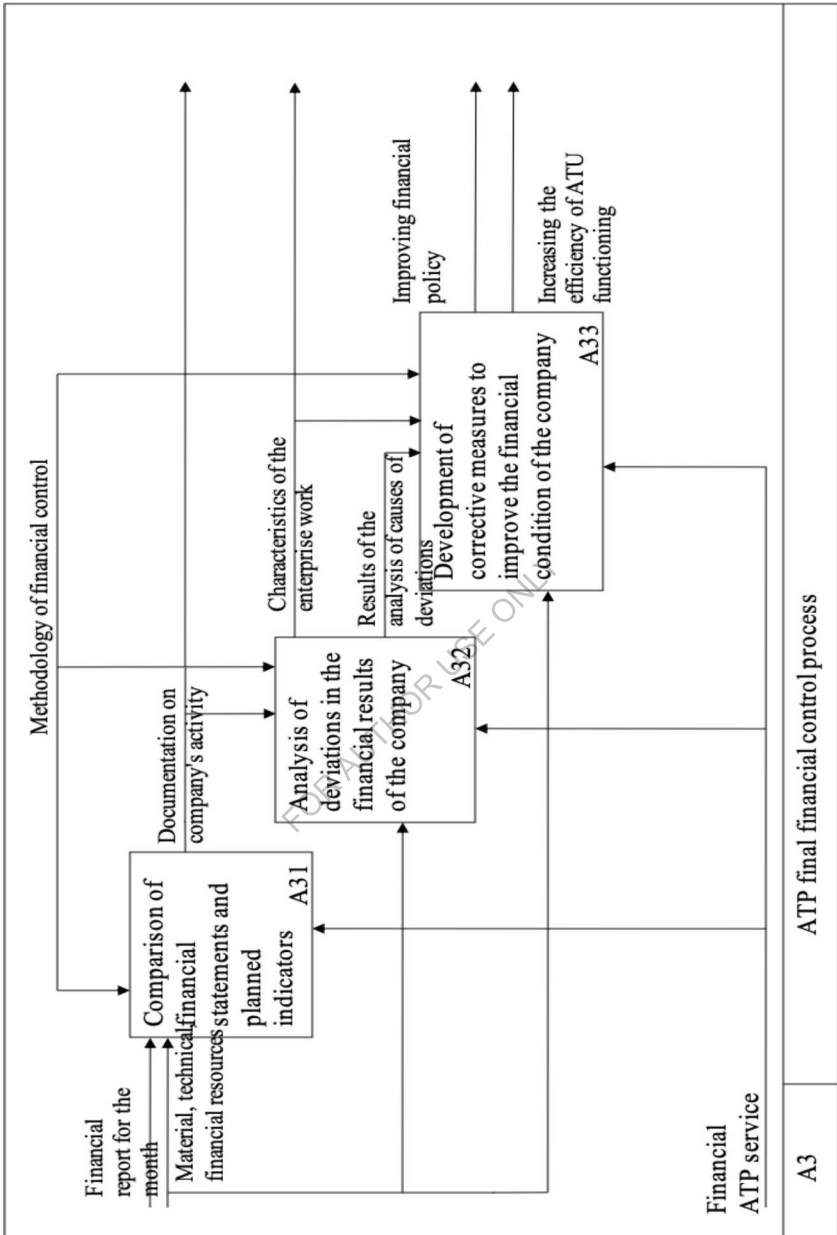 Methodology of financial control
Financial
report for the
month
Material, technical,
financial resources
Comparison of
financial
statements and
planned
indicators
A31
Documentation on
company's activity
Analysis of
deviations in the
financial results
of the company
A32
Characteristics of the
enterprise work
Results of the
analysis of causes of
deviations
Development of
corrective measures to
improve the financial
condition of the company
A33
Improving financial
policy
Increasing the
efficiency of ATU
functioning
Financial
ATP service
A3
ATP final financial control process
FOR AUTHOR USE ONLY